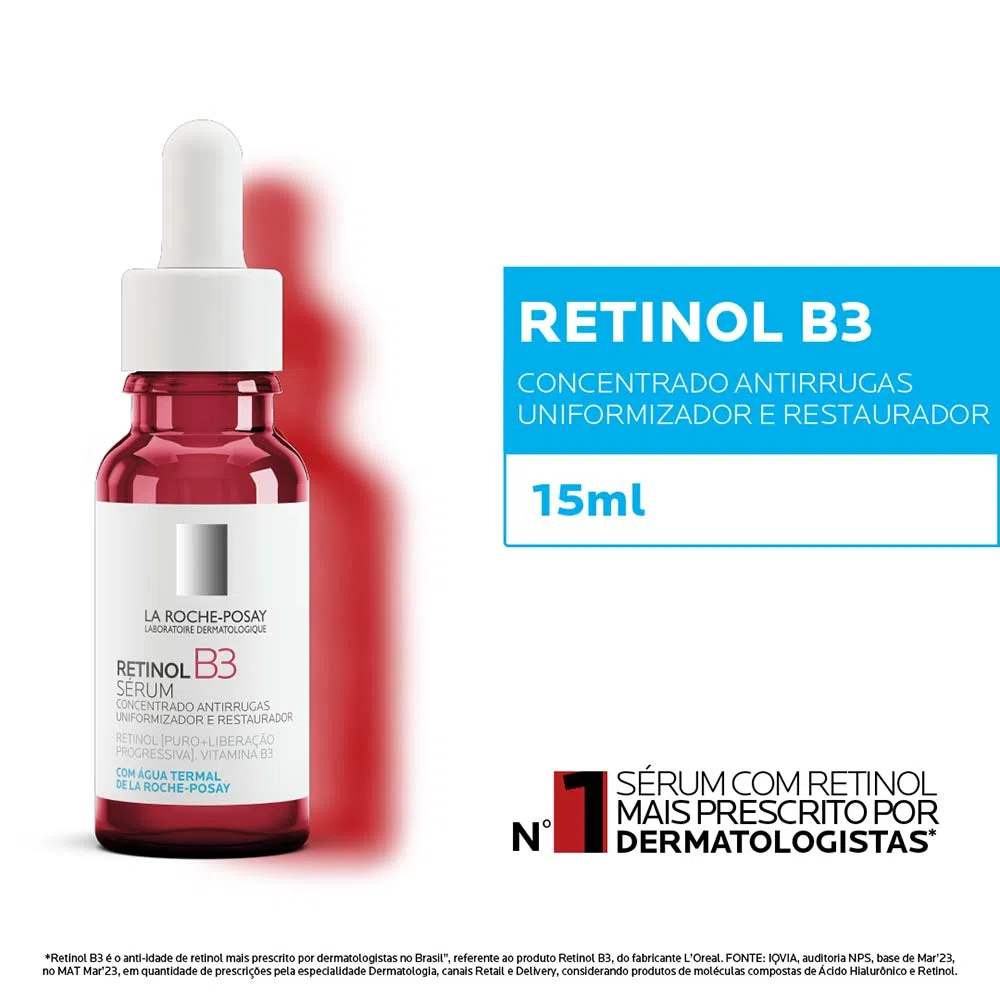 LA ROCHE-POSAY
LABORATOIRE DERMATOLOGIQUE
RETINOL B3
SÉRUM
CONCENTRADO ANTIRRUGAS
UNIFORMIZADOR E RESTAURADOR
RETINOL [PURO+LIBERAÇÃO
PROGRESSIVA]. VITAMINA B3
COM ÁGUA TERMAL
DE LA ROCHE-POSAY
RETINOL B3
CONCENTRADO ANTIRRUGAS
UNIFORMIZADOR E RESTAURADOR
15ml
N° 1
SÉRUM COM RETINOL
MAIS PRESCRITO POR
DERMATOLOGISTAS*
*Retinol B3 é o anti-idade de retinol mais prescrito por dermatologistas no Brasil", referente ao produto Retinol B3, do fabricante L'Oreal. FONTE: IQVIA, auditoria NPS, base de Mar'23,
no MAT Mar'23, em quantidade de prescrições pela especialidade Dermatologia, canais Retail e Delivery, considerando produtos de moléculas compostas de Ácido Hialurônico e Retinol.